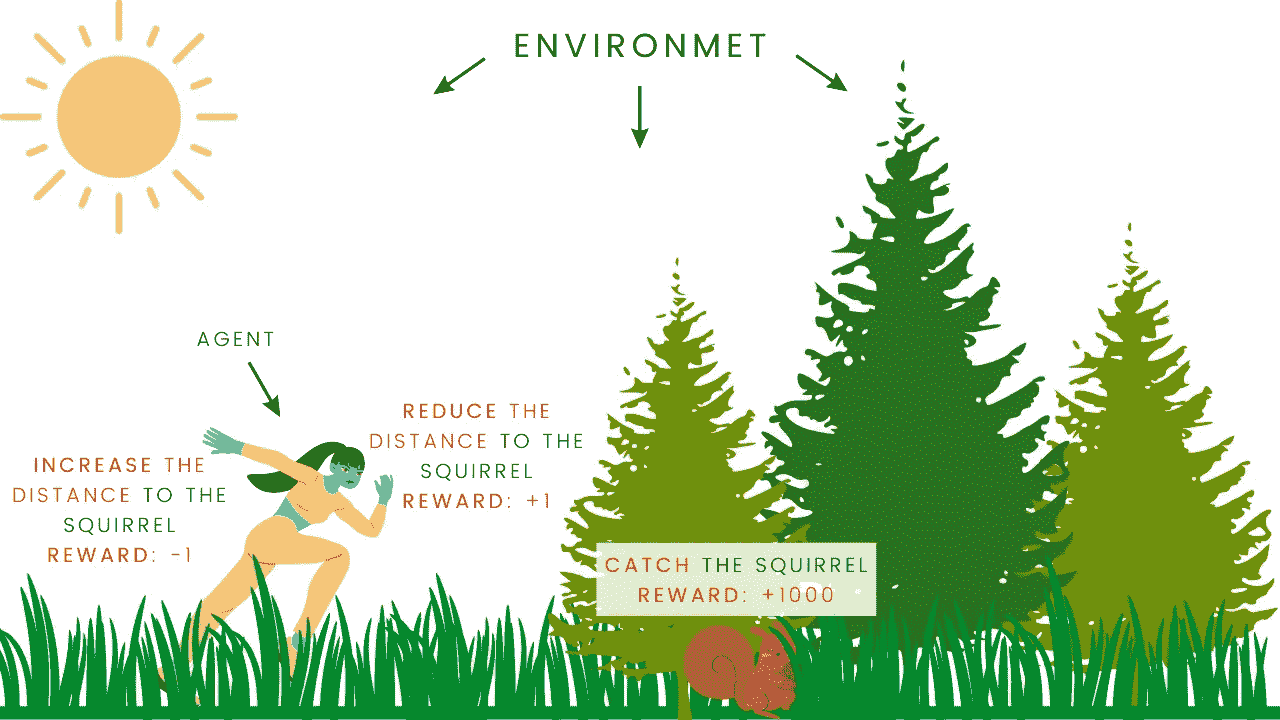 ENVIRONMET
AGENT
REDUCE THE
DISTANCE TO THE
SQUIRREL
REWARD: +1
INCREASE THE
DISTANCE TO THE
SQUIRREL
REWARD: -1
CATCH THE SQUIRREL
REWARD: +1000